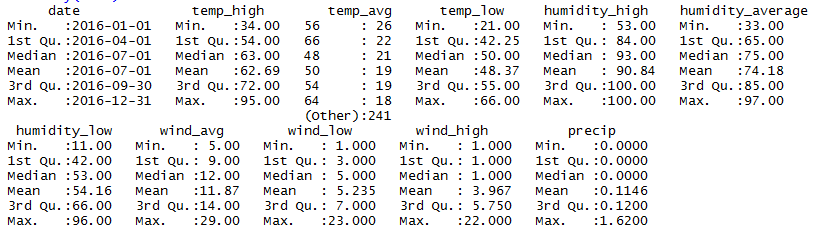 date temp_high temp_avg temp_low humidity_high humidity_average
Min. :2016-01-01 Min. :34.00 56 : 26 Min. :21.00 Min. : 53.00 Min. :33.00
1st Qu.:2016-04-01 1st Qu.:54.00 66 : 22 1st Qu.:42.25 1st Qu.: 84.00 1st Qu.:65.00
Median :2016-07-01 Median :63.00 48 : 21 Median :50.00 Median : 93.00 Median :75.00
Mean :2016-07-01 Mean :62.69 50 : 19 Mean :48.37 Mean : 90.84 Mean :74.18
3rd Qu.:2016-09-30 3rd Qu.:72.00 54 : 19 3rd Qu.:55.00 3rd Qu.:100.00 3rd Qu.:85.00
Max. :2016-12-31 Max. :95.00 64 : 18 Max. :66.00 Max. :100.00 Max. :97.00
(Other):241
humidity_low wind_avg wind_low wind_high precip
Min. :11.00 Min. : 5.00 Min. : 1.000 Min. : 1.000 Min. :0.0000
1st Qu.:42.00 1st Qu.: 9.00 1st Qu.: 3.000 1st Qu.: 1.000 1st Qu.:0.0000
Median :53.00 Median :12.00 Median : 5.000 Median : 1.000 Median :0.0000
Mean :54.16 Mean :11.87 Mean : 5.235 Mean : 3.967 Mean :0.1146
3rd Qu.:66.00 3rd Qu.:14.00 3rd Qu.: 7.000 3rd Qu.: 5.750 3rd Qu.:0.1200
Max. :96.00 Max. :29.00 Max. :23.000 Max. :22.000 Max. :1.6200